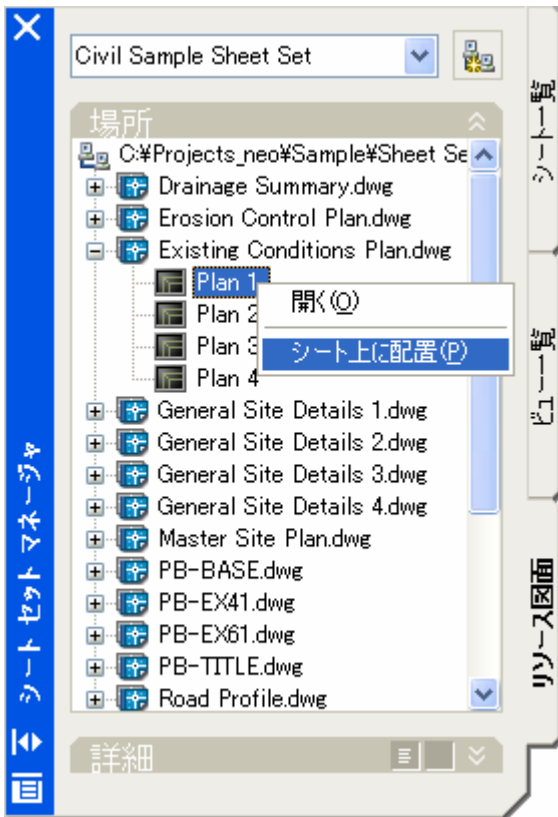 Civil Sample Sheet Set
場所
C:¥Projects_neo¥Sample¥Sheet Se
Drainage Summary.dwg
Erosion Control Plan.dwg
Existing Conditions Plan.dwg
Plan 1
Plan 2
Plan 3
Plan 4
開く(O)
シート上に配置(P)
General Site Details 1.dwg
General Site Details 2.dwg
General Site Details 3.dwg
General Site Details 4.dwg
Master Site Plan.dwg
PB-BASE.dwg
PB-EX41.dwg
PB-EX61.dwg
PB-TITLE.dwg
Road Profile.dwg
詳細
シート セット マネージャ
シート一覧
ビュー一覧
リソース図面